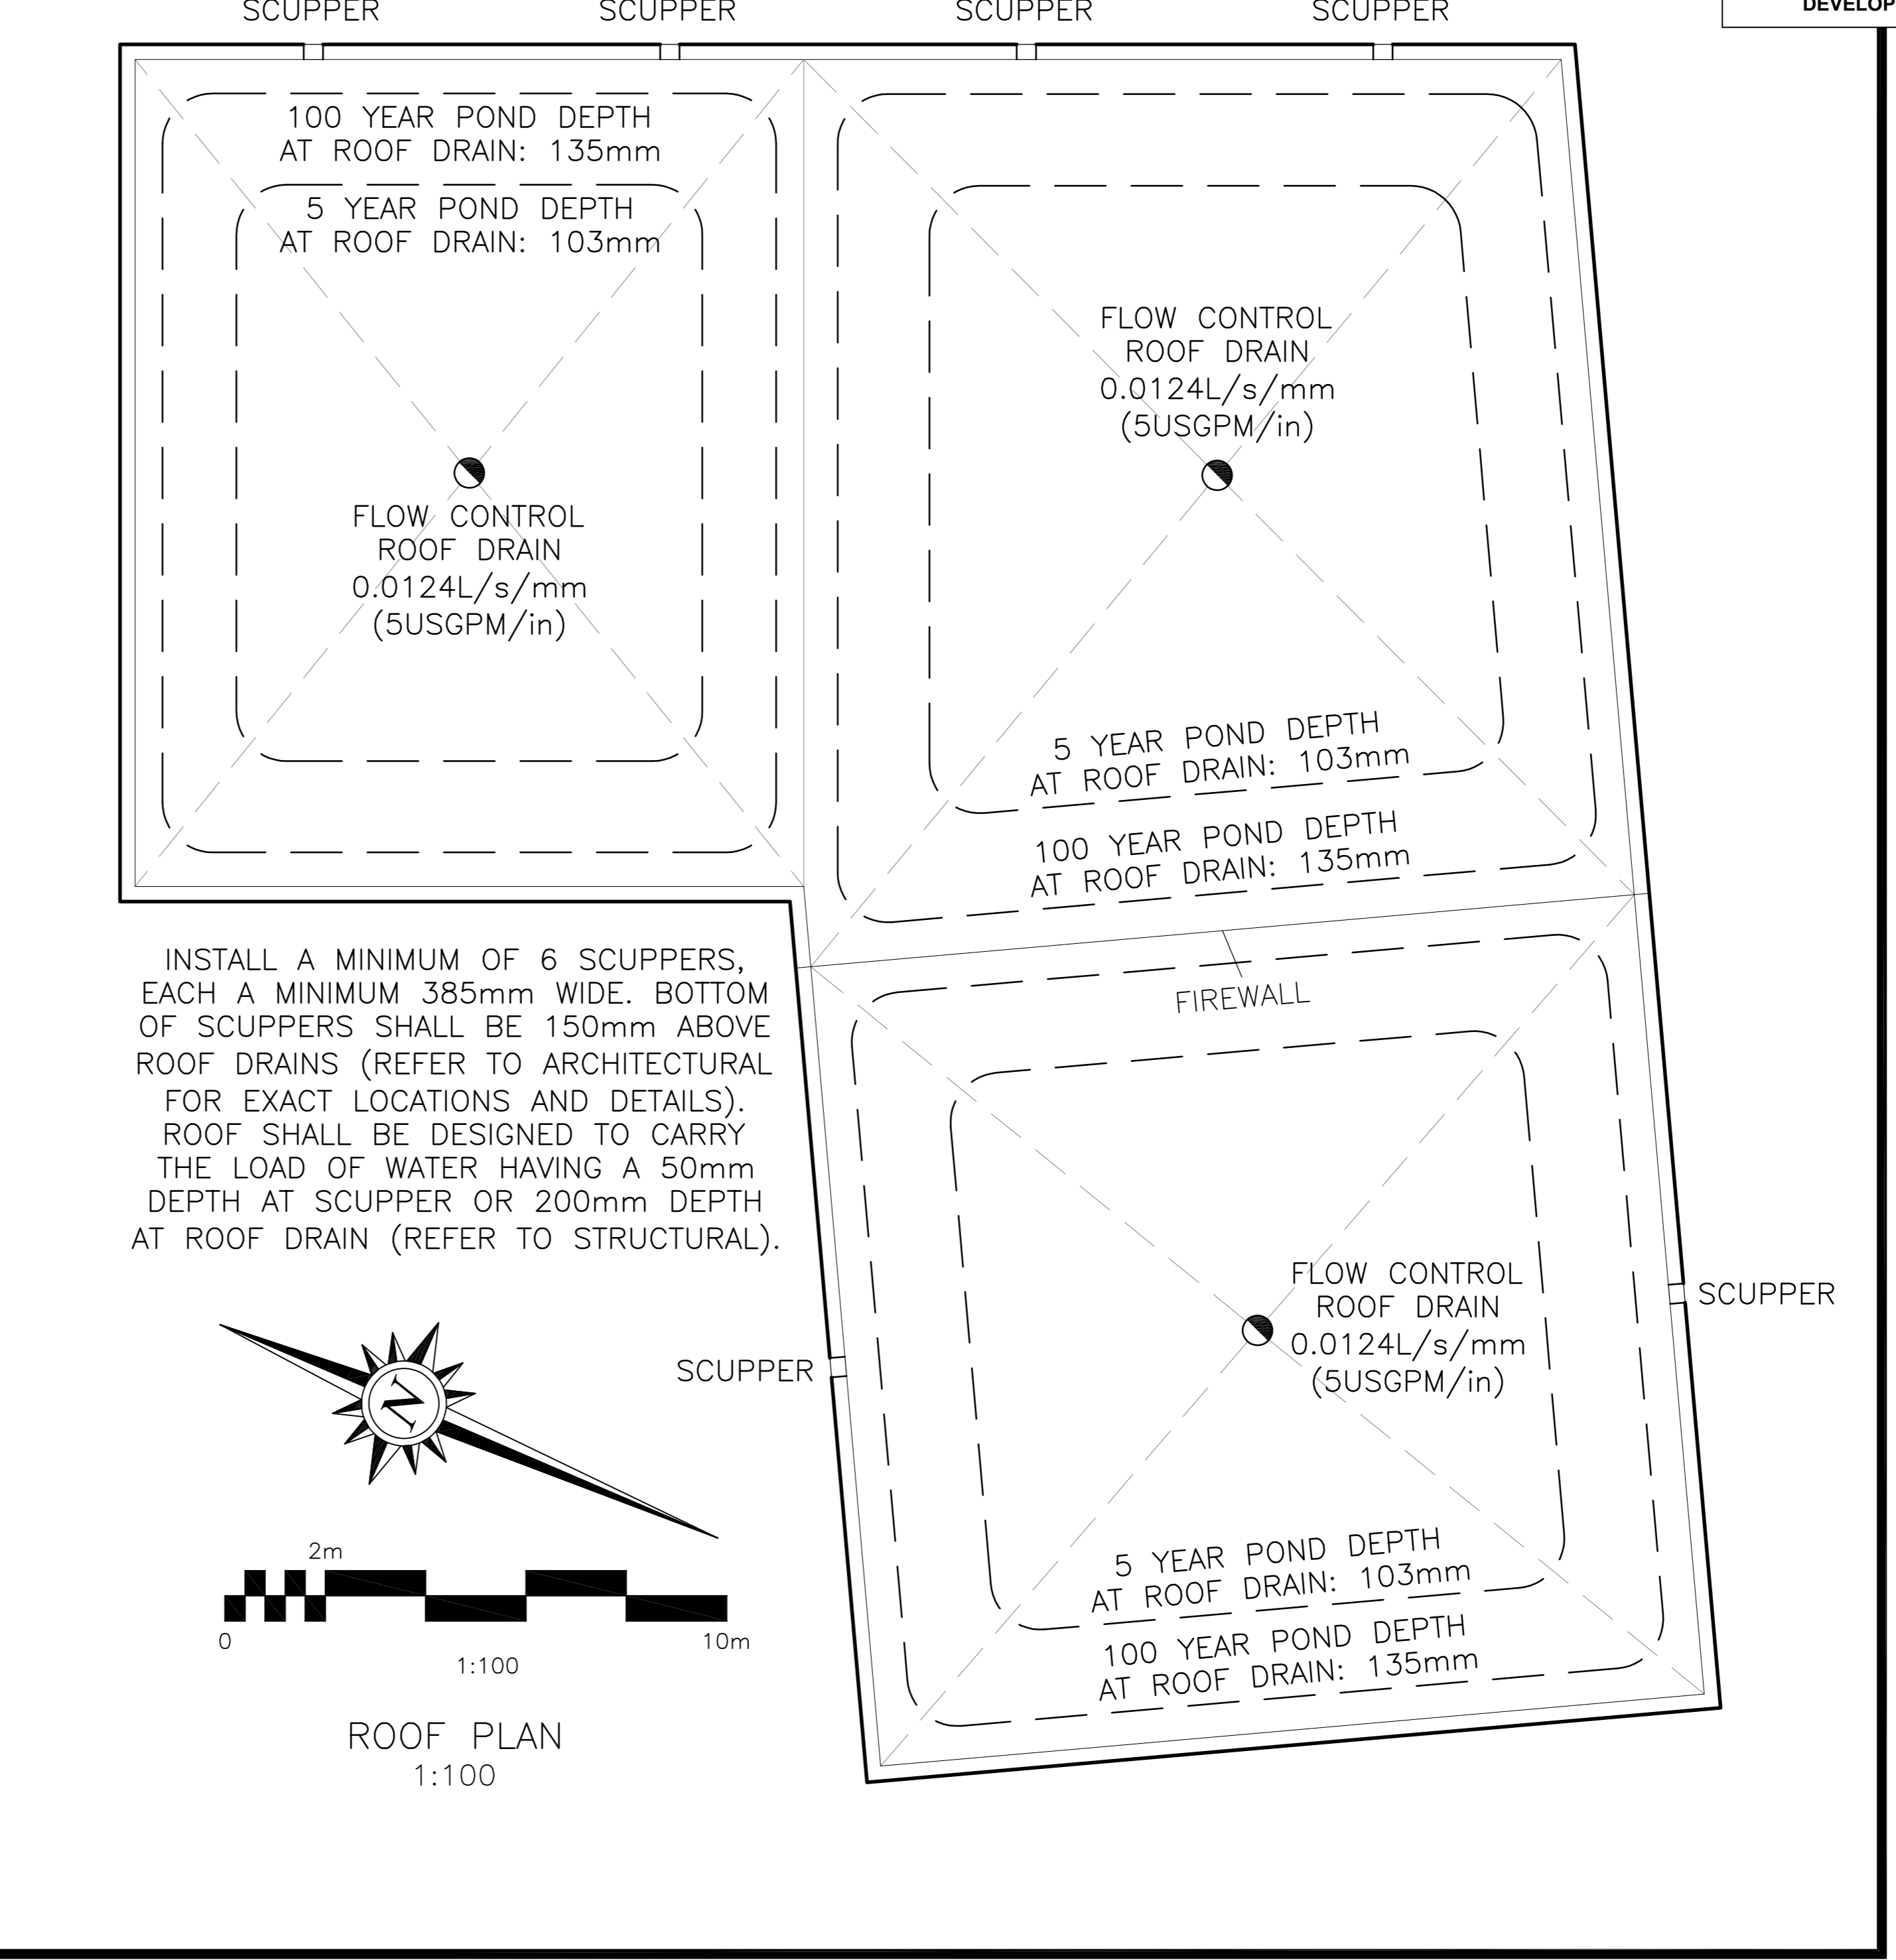 SCUPPER SCUPPER SCUPPER SCUPPER
100 YEAR POND DEPTH
AT ROOF DRAIN: 135mm
5 YEAR POND DEPTH
AT ROOF DRAIN: 103mm
FLOW CONTROL
ROOF DRAIN
0.0124L/s/mm
(5USGPM/in)
FLOW CONTROL
ROOF DRAIN
0.0124L/s/mm
(5USGPM/in)
5 YEAR POND DEPTH
AT ROOF DRAIN: 103mm
100 YEAR POND DEPTH
AT ROOF DRAIN: 135mm
FIREWALL
INSTALL A MINIMUM OF 6 SCUPPERS,
EACH A MINIMUM 385mm WIDE. BOTTOM
OF SCUPPERS SHALL BE 150mm ABOVE
ROOF DRAINS (REFER TO ARCHITECTURAL
FOR EXACT LOCATIONS AND DETAILS).
ROOF SHALL BE DESIGNED TO CARRY
THE LOAD OF WATER HAVING A 50mm
DEPTH AT SCUPPER OR 200mm DEPTH
AT ROOF DRAIN (REFER TO STRUCTURAL).
FLOW CONTROL
ROOF DRAIN
0.0124L/s/mm
(5USGPM/in)
SCUPPER
SCUPPER
5 YEAR POND DEPTH
AT ROOF DRAIN: 103mm
100 YEAR POND DEPTH
AT ROOF DRAIN: 135mm
N
2m
0 10m
1:100
ROOF PLAN
1:100